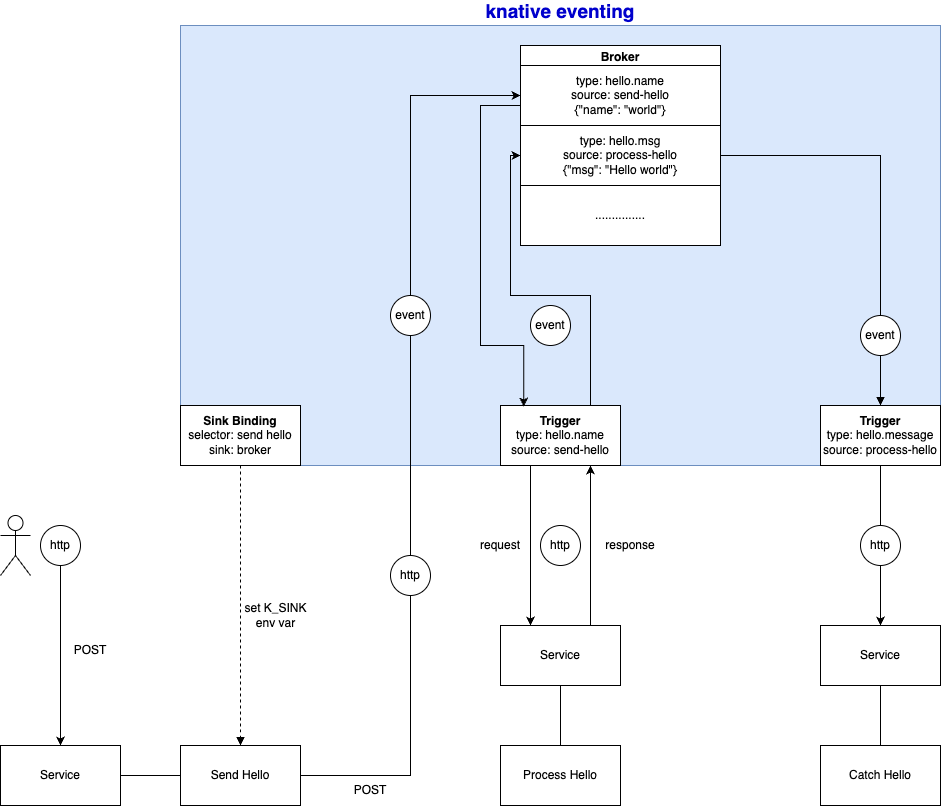 knative eventing
Broker
type: hello.name
source: send-hello
{"name": "world"}
type: hello.msg
source: process-hello
{"msg": "Hello world"}
...............
event
event
event
Sink Binding
selector: send hello
sink: broker
Trigger
type: hello.name
source: send-hello
Trigger
type: hello.message
source: process-hello
http
http
request
http
response
http
set K_SINK
env var
POST
Service
Service
Service
Send Hello
POST
Process Hello
Catch Hello